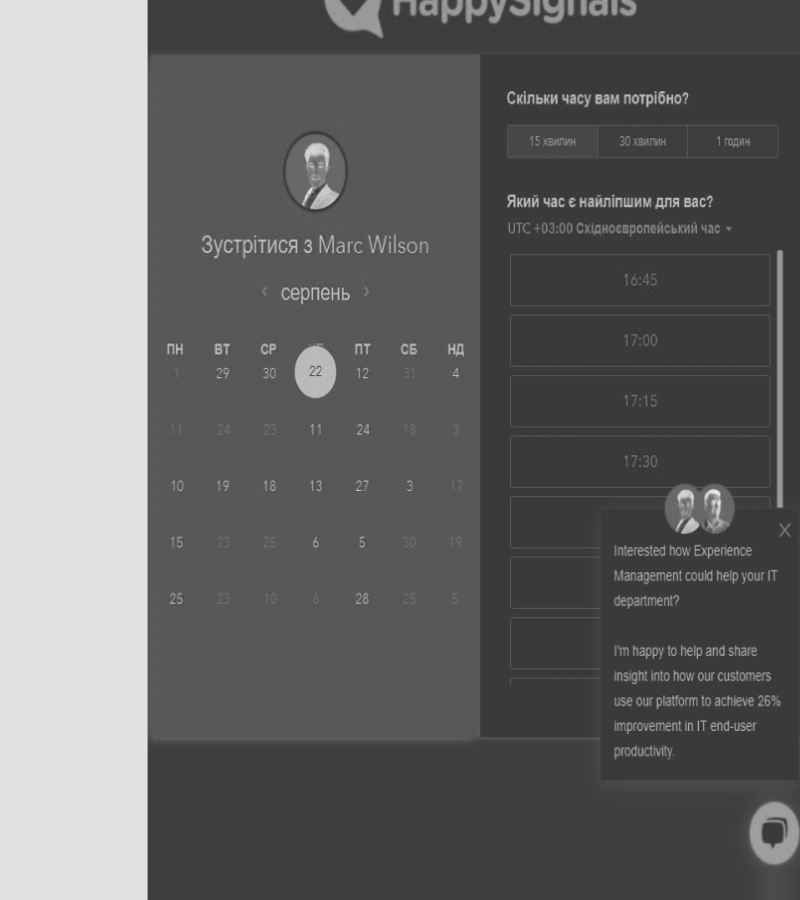 HappySignals
Зустрітися з Marc Wilson
серпень
ПН ВТ СР ПТ СБ НД
1 29 30 22 12 31 4
11 24 23 11 24 18 3
10 19 18 13 27 3 17
15 23 25 6 5 30 19
25 23 10 6 28 25 5
Скільки часу вам потрібно?
15 хвилин 30 хвилин 1 годин
Який час є найліпшим для вас?
UTC +03:00 Східноєвропейський час
16:45
17:00
17:15
17:30
X
Interested how Experience
Management could help your IT
department?
I'm happy to help and share
insight into how our customers
use our platform to achieve 26%
improvement in IT end-user
productivity.